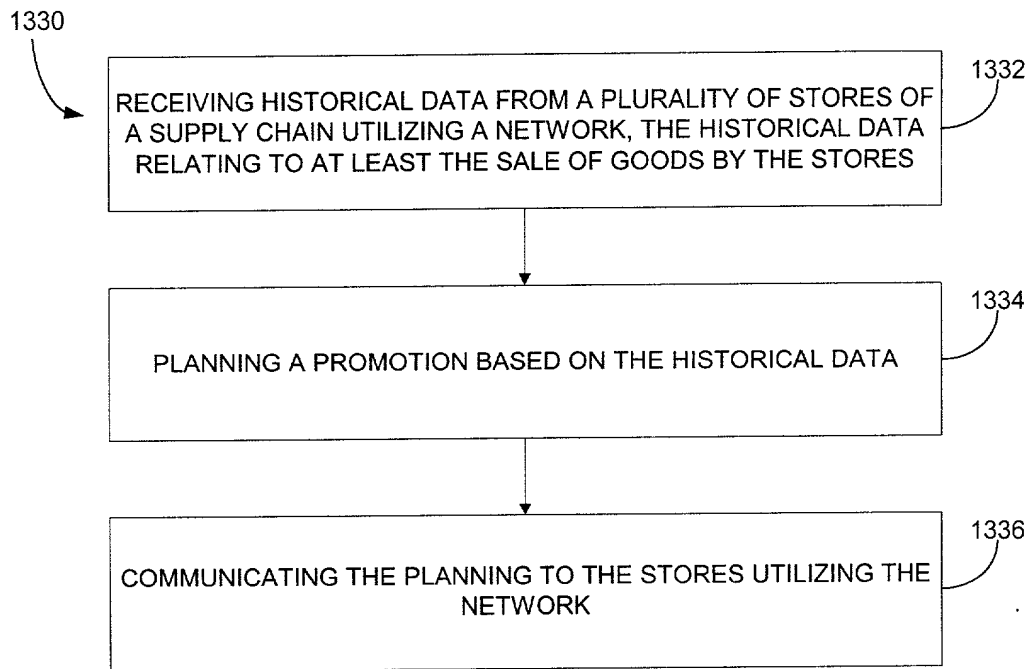 1330
1332
RECEIVING HISTORICAL DATA FROM A PLURALITY OF STORES OF
A SUPPLY CHAIN UTILIZING A NETWORK, THE HISTORICAL DATA
RELATING TO AT LEAST THE SALE OF GOODS BY THE STORES
1334
PLANNING A PROMOTION BASED ON THE HISTORICAL DATA
1336
COMMUNICATING THE PLANNING TO THE STORES UTILIZING THE
NETWORK